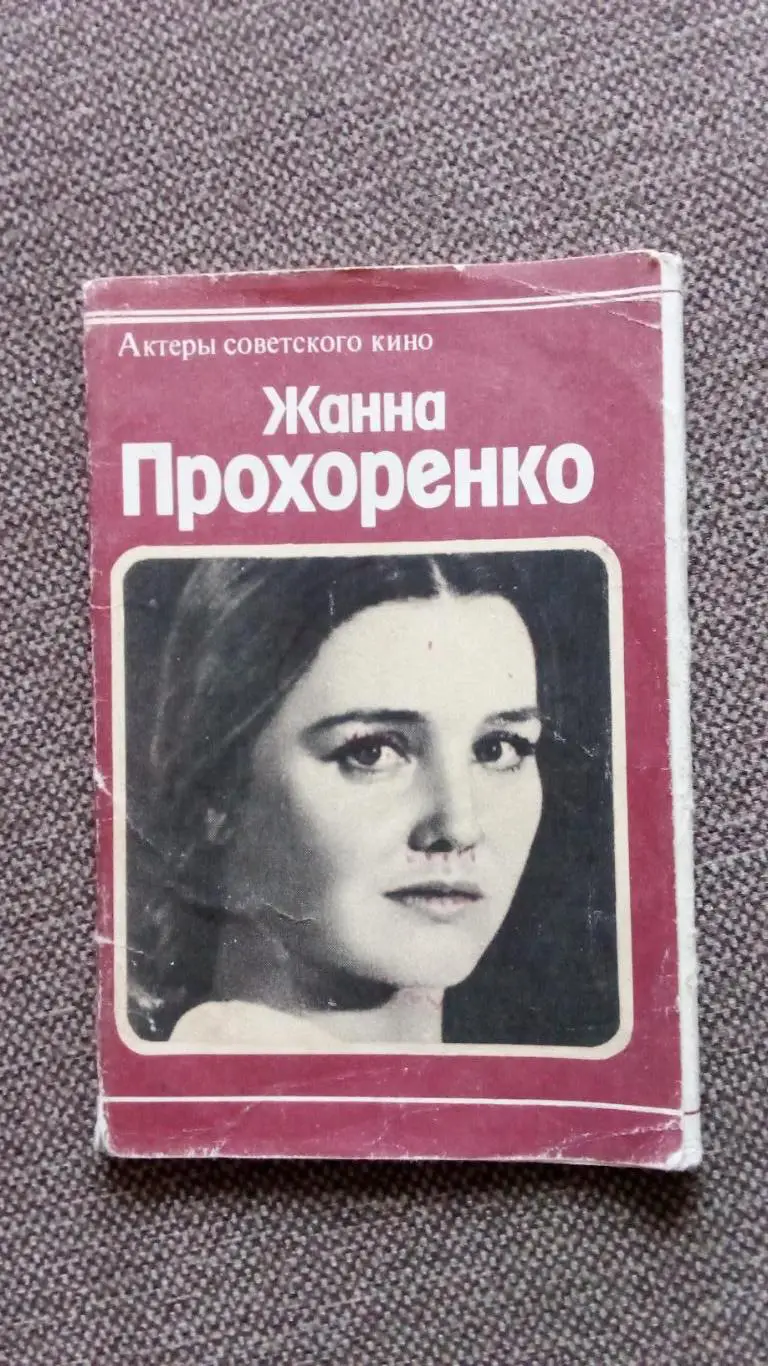 Актеры советского кино
Жанна
Прохоренко